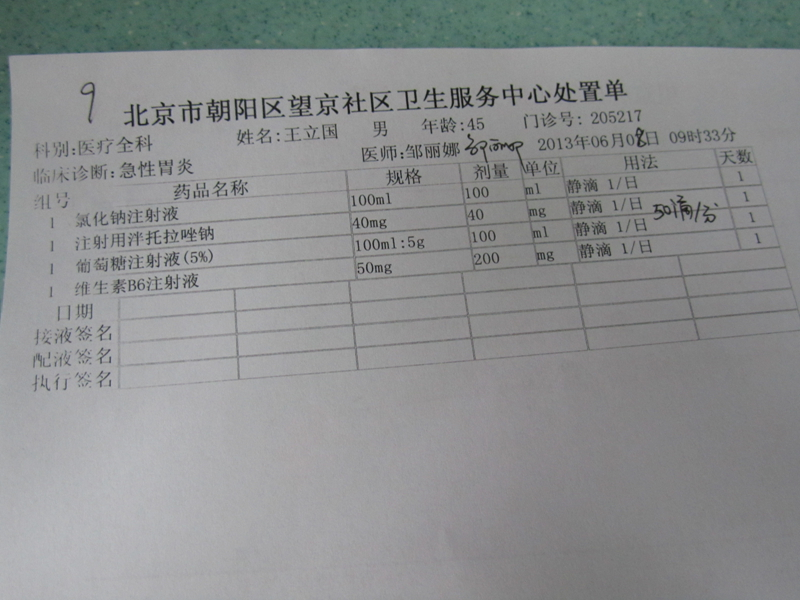 9
北京市朝阳区望京社区卫生服务中心处置单
科别:医疗全科 姓名:王立国 男 年龄:45 门诊号: 205217
临床诊断:急性胃炎 医师:邹丽娜 2013年06月08日 09时33分
组号 药品名称 规格 剂量 单位 用法 天数
1 氯化钠注射液 100ml 100 ml 静滴 1/日 1
1 注射用泮托拉唑钠 40mg 40 mg 静滴 1/日 50滴/分 1
1 葡萄糖注射液(5%) 100ml:5g 100 ml 静滴 1/日 1
1 维生素B6注射液 50mg 200 mg 静滴 1/日 1
日期
接液签名
配液签名
执行签名